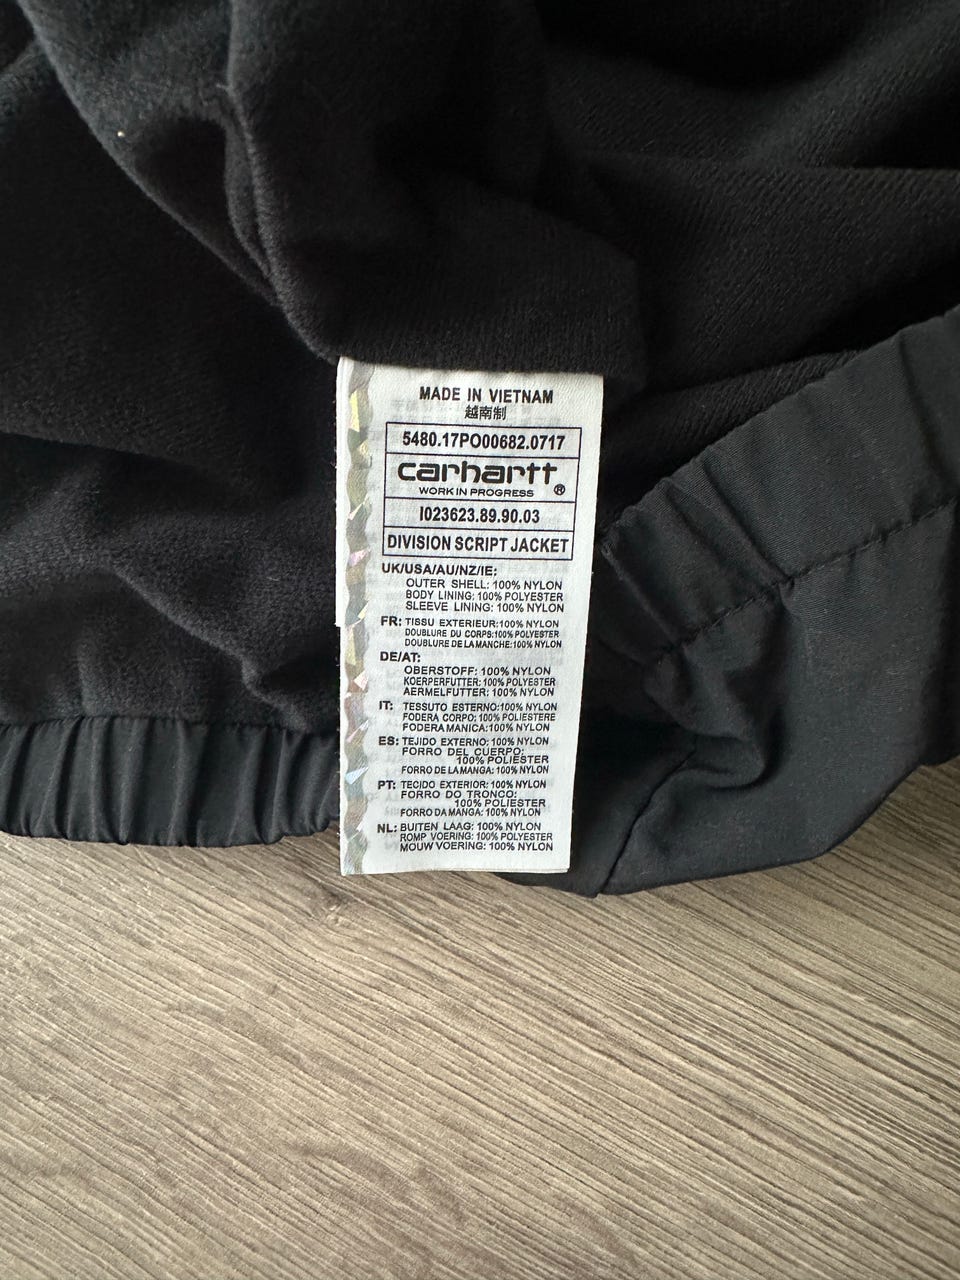 MADE IN VIETNAM
越南制
5480.17PO00682.0717
carhartt
WORK IN PROGRESS ®
I023623.89.90.03
DIVISION SCRIPT JACKET
UK/USA/AU/NZ/IE:
OUTER SHELL: 100% NYLON
BODY LINING: 100% POLYESTER
SLEEVE LINING: 100% NYLON
FR: TISSU EXTERIEUR:100% NYLON
DOUBLURE DU CORPS:100% POLYESTER
DOUBLURE DE LA MANCHE:100% NYLON
DE/AT:
OBERSTOFF: 100% NYLON
KOERPERFUTTER: 100% POLYESTER
AERMELFUTTER: 100% NYLON
IT: TESSUTO ESTERNO:100% NYLON
FODERA CORPO: 100% POLIESTERE
FODERA MANICA: 100% NYLON
ES: TEJIDO EXTERNO: 100% NYLON
FORRO DEL CUERPO:
100% POLIESTER
FORRO DE LA MANGA: 100% NYLON
PT: TECIDO EXTERIOR: 100% NYLON
FORRO DO TRONCO:
100% POLIESTER
FORRO DA MANGA: 100% NYLON
NL: BUITEN LAAG: 100% NYLON
ROMP VOERING: 100% POLYESTER
MOUW VOERING: 100% NYLON